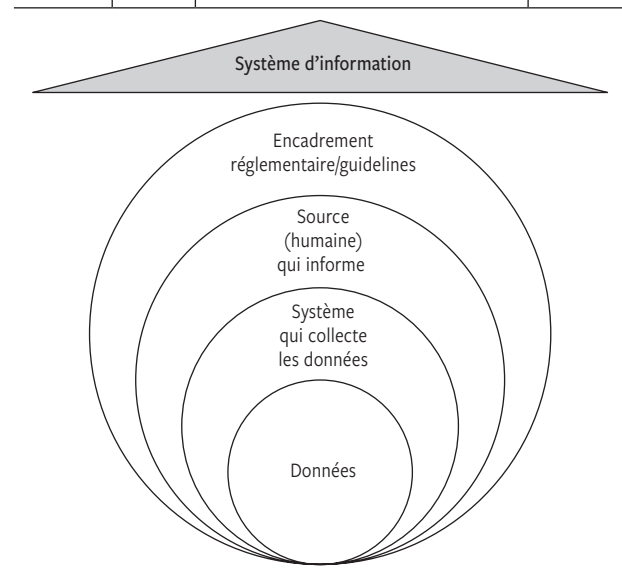 Système d'information
Encadrement
réglementaire/guidelines
Source
(humaine)
qui informe
Système
qui collecte
les données
Données